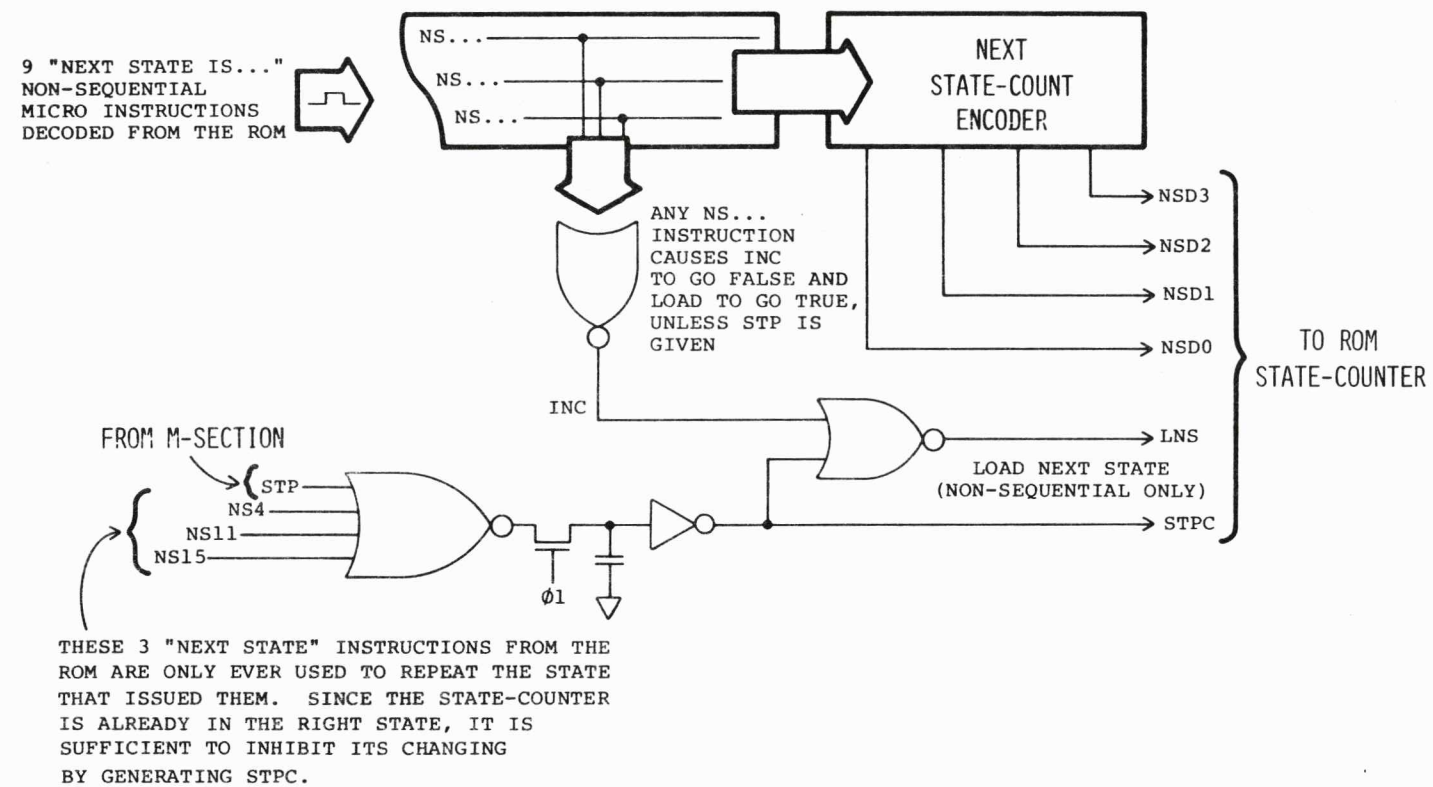 9 "NEXT STATE IS..."
NON-SEQUENTIAL
MICRO INSTRUCTIONS
DECODED FROM THE ROM
NS...
NS...
NS...
NEXT
STATE-COUNT
ENCODER
NSD3
NSD2
NSD1
NSD0
TO ROM
STATE-COUNTER
ANY NS...
INSTRUCTION
CAUSES INC
TO GO FALSE AND
LOAD TO GO TRUE,
UNLESS STP IS
GIVEN
INC
LNS
LOAD NEXT STATE
(NON-SEQUENTIAL ONLY)
STPC
FROM M-SECTION
STP
NS4
NS11
NS15
Ø1
THESE 3 "NEXT STATE" INSTRUCTIONS FROM THE
ROM ARE ONLY EVER USED TO REPEAT THE STATE
THAT ISSUED THEM. SINCE THE STATE-COUNTER
IS ALREADY IN THE RIGHT STATE, IT IS
SUFFICIENT TO INHIBIT ITS CHANGING
BY GENERATING STPC.